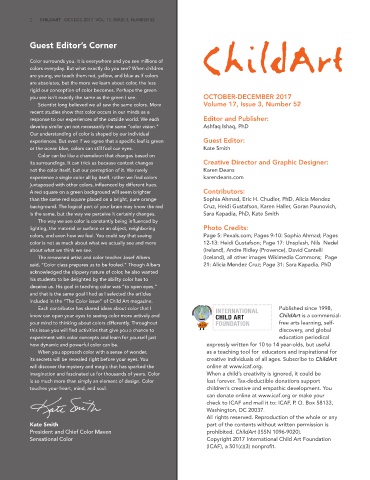 CHILDART OCTOBER-DECEMBER 2017 VOL. 17, ISSUE 3, NUMBER 52
Guest Editor's Corner
Color surrounds you. It is everywhere and you see millions of
colors everyday. But what exactly do you see? When children
are young, we teach them red, yellow, and blue as if colors
are absolutes, but the more we learn about color, the less
rigid our conception of color becomes. Perhaps the green
you see isn't exactly the same as the green I see.
Scientist long believed we all saw the same colors. More
recent studies show that color occurs in our minds as a
response to our experiences of the outside world. We each
develop similar yet not necessarily the same "color vision."
Our understanding of color is shaped by our individual
experiences. But even if we agree that a specific leaf is green
or the ocean blue, colors can still fool our eyes.
Color can be like a chameleon that changes based on
its surroundings. It can trick us because context changes
not the color itself, but our perception of it. We rarely
experience a single color all by itself, rather we find colors
juxtaposed with other colors, influenced by different hues.
A red square on a green background will seem brighter
than the same red square placed on a bright, pure orange
background. The logical part of your brain may know the red
is the same, but the way we perceive it certainly changes.
The way we see color is constantly being influenced by
lighting, the material or surface or an object, neighboring
colors, and even how we feel. You could say that seeing
color is not as much about what we actually see and more
about what we think we see.
The renowned artist and color teacher Josef Albers
said, "Color class prepares us to be fooled." Though Albers
acknowledged the slippery nature of color, he also wanted
his students to be delighted by the ability color has to
deceive us. His goal in teaching color was "to open eyes,"
and that is the same goal I had as I selected the articles
included in the "The Color Issue" of Child Art magazine.
Each contributor has shared ideas about color that I
know can open your eyes to seeing color more actively and
your mind to thinking about colors differently. Throughout
this issue you will find activities that give you a chance to
experiment with color concepts and learn for yourself just
how dynamic and powerful color can be.
When you approach color with a sense of wonder,
its secrets will be revealed right before your eyes. You
will discover the mystery and magic that has sparked the
imagination and fascinated us for thousands of years. Color
is so much more than simply an element of design. Color
touches your heart, mind, and soul.
Kate Smith
Kate Smith
President and Chief Color Maven
Sensational Color
ChildArt
OCTOBER-DECEMBER 2017
Volume 17, Issue 3, Number 52
Editor and Publisher:
Ashfaq Ishaq, PhD
Guest Editor:
Kate Smith
Creative Director and Graphic Designer:
Karen Deans
karendeans.com
Contributors:
Sophia Ahmad, Eric H. Chudler, PhD. Alicia Mendez
Cruz, Heidi Gustafson, Karen Haller, Goran Paunovich,
Sara Kapadia, PhD, Kate Smith
Photo Credits:
Page 5: Pexels.com; Pages 9-10: Sophia Ahmad; Pages
12-13: Heidi Gustafson; Page 17: Unsplash, Nils Nedel
(Ireland), Andre Ridley (Provence), David Cantelli
(Iceland), all other images Wikimedia Commons; Page
21: Alicia Mendez Cruz; Page 31: Sara Kapadia, PhD
INTERNATIONAL
CHILD ART
FOUNDATION
Published since 1998,
ChildArt is a commercial-
free arts learning, self-
discovery, and global
education periodical
expressly written for 10 to 14 year-olds, but useful
as a teaching tool for educators and inspirational for
creative individuals of all ages. Subscribe to ChildArt
online at www.icaf.org.
When a child's creativity is ignored, it could be
lost forever. Tax-deductible donations support
children's creative and empathic development. You
can donate online at www.icaf.org or make your
check to ICAF and mail it to: ICAF, P. O. Box 58133,
Washington, DC 20037.
All rights reserved. Reproduction of the whole or any
part of the contents without written permission is
prohibited. ChildArt (ISSN 1096-9020).
Copyright 2017 International Child Art Foundation
(ICAF), a 501(c)(3) nonprofit.